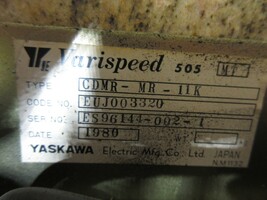 Varispeed 505 MT
TYPE CDMR-MR-11K
CODE NO. EUJ003320
SER NO. ES96144-002-1
DATE 1980
YASKAWA Electric Mfg. Co., Ltd. JAPAN